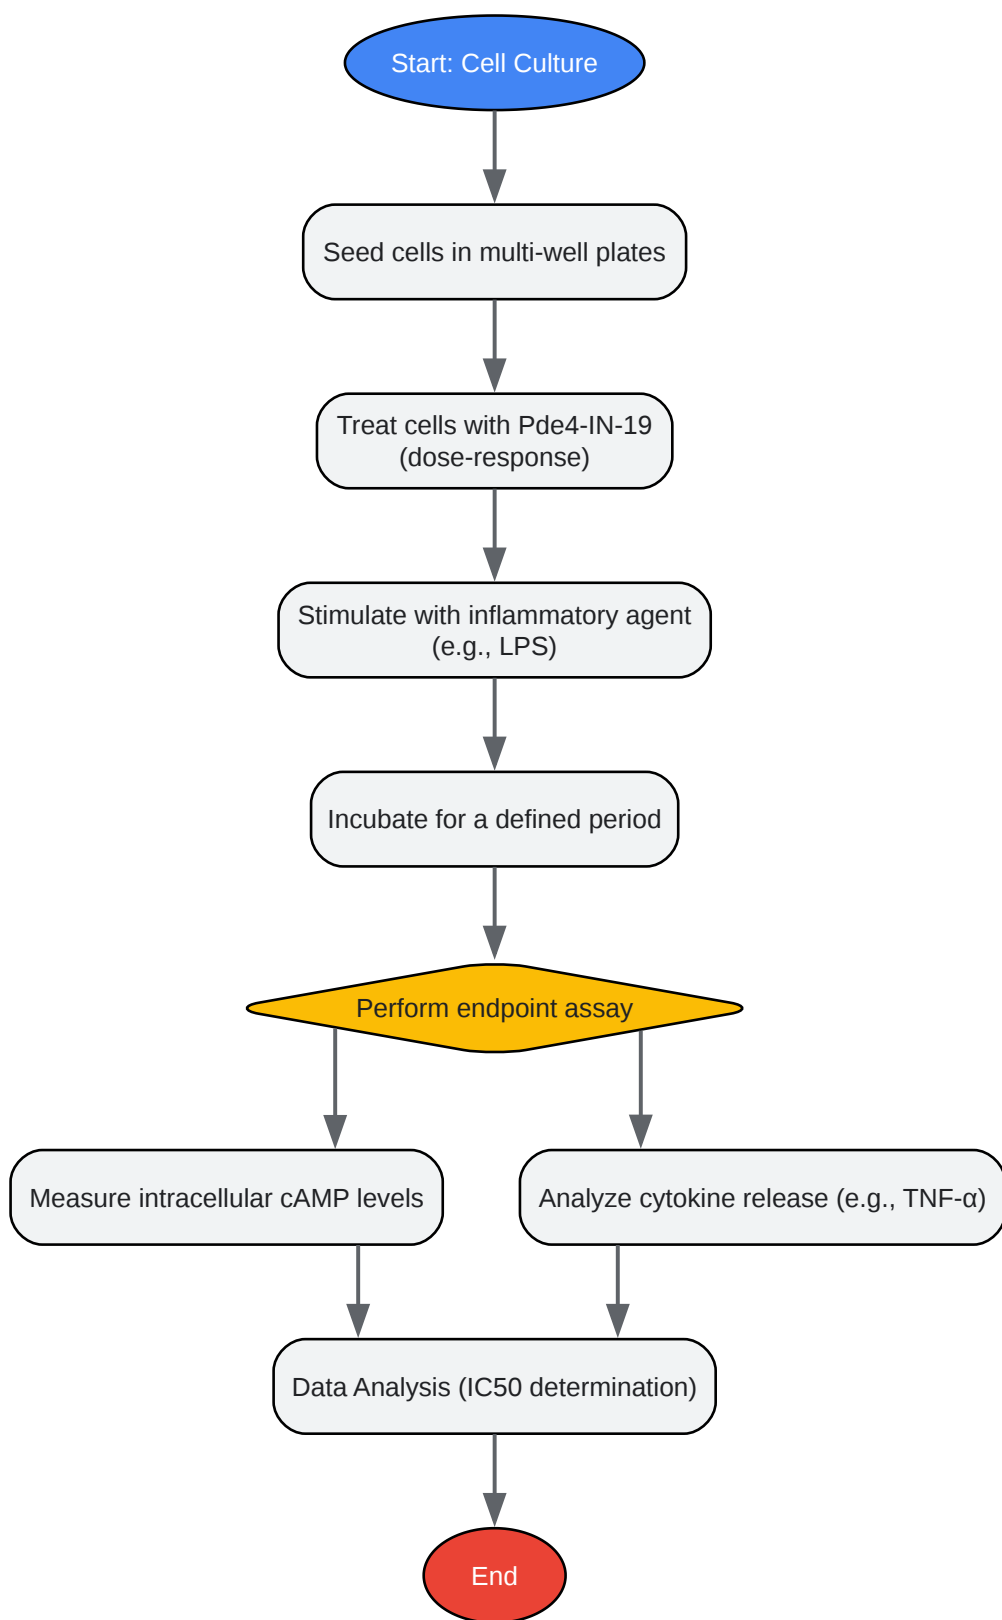 Start: Cell Culture
Seed cells in multi-well plates
Treat cells with Pde4-IN-19
(dose-response)
Stimulate with inflammatory agent
(e.g., LPS)
Incubate for a defined period
Perform endpoint assay
Measure intracellular cAMP levels
Analyze cytokine release (e.g., TNF-α)
Data Analysis (IC50 determination)
End